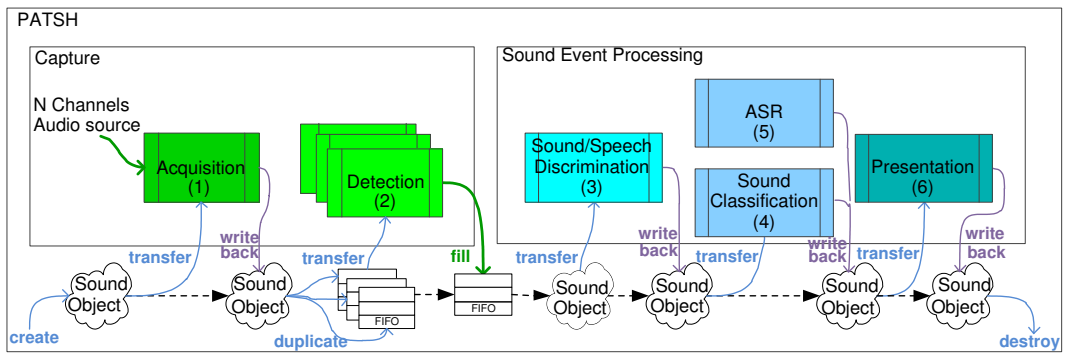 PATSH
Capture
Sound Event Processing
N Channels
Audio source
Acquisition
(1)
Detection
(2)
Sound/Speech
Discrimination
(3)
ASR
(5)
Sound
Classification
(4)
Presentation
(6)
transfer
write
back
transfer
fill
transfer
write
back
transfer
write
back
transfer
write
back
Sound
Object
Sound
Object
FIFO
FIFO
Sound
Object
Sound
Object
Sound
Object
Sound
Object
create
duplicate
destroy